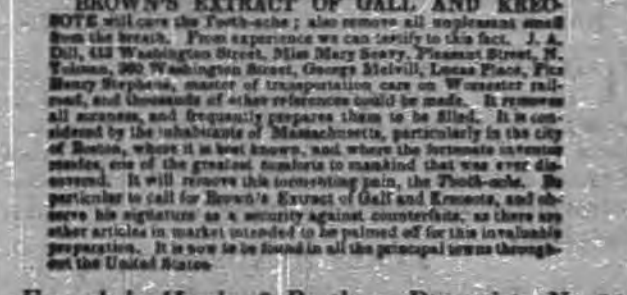 BROWN'S EXTRACT OF GALL AND KREO-
SOTE will cure the Tooth-ache; also remove all unpleasant smell
from the breath. From experience we can testify to this fact. J. A.
Dill, 413 Washington Street, Miss Mary Seavy, Pleasant Street, N.
Washington Street, George Melvill, Lucas Place,
Henry Stephens, master of transportation cars on Worcester rail-
road, and thousands of other references could be made. It removes
all soreness, and frequently prepares them to be filled. It is con-
sidered by the inhabitants of Massachusetts, particularly in the city
of Boston, where it is best known, and where the fortunate inventor
resides, one of the greatest comforts to mankind that was ever dis-
covered. It will remove this tormenting pain, the Tooth-ache. Be
particular to call for Brown's Extract of Gall and Kreosote, and ob-
serve his signature as a security against counterfeits, as there are
other articles in market intended to be palmed off for this invaluable
preparation. It is now to be found in all the principal towns through-
out the United States